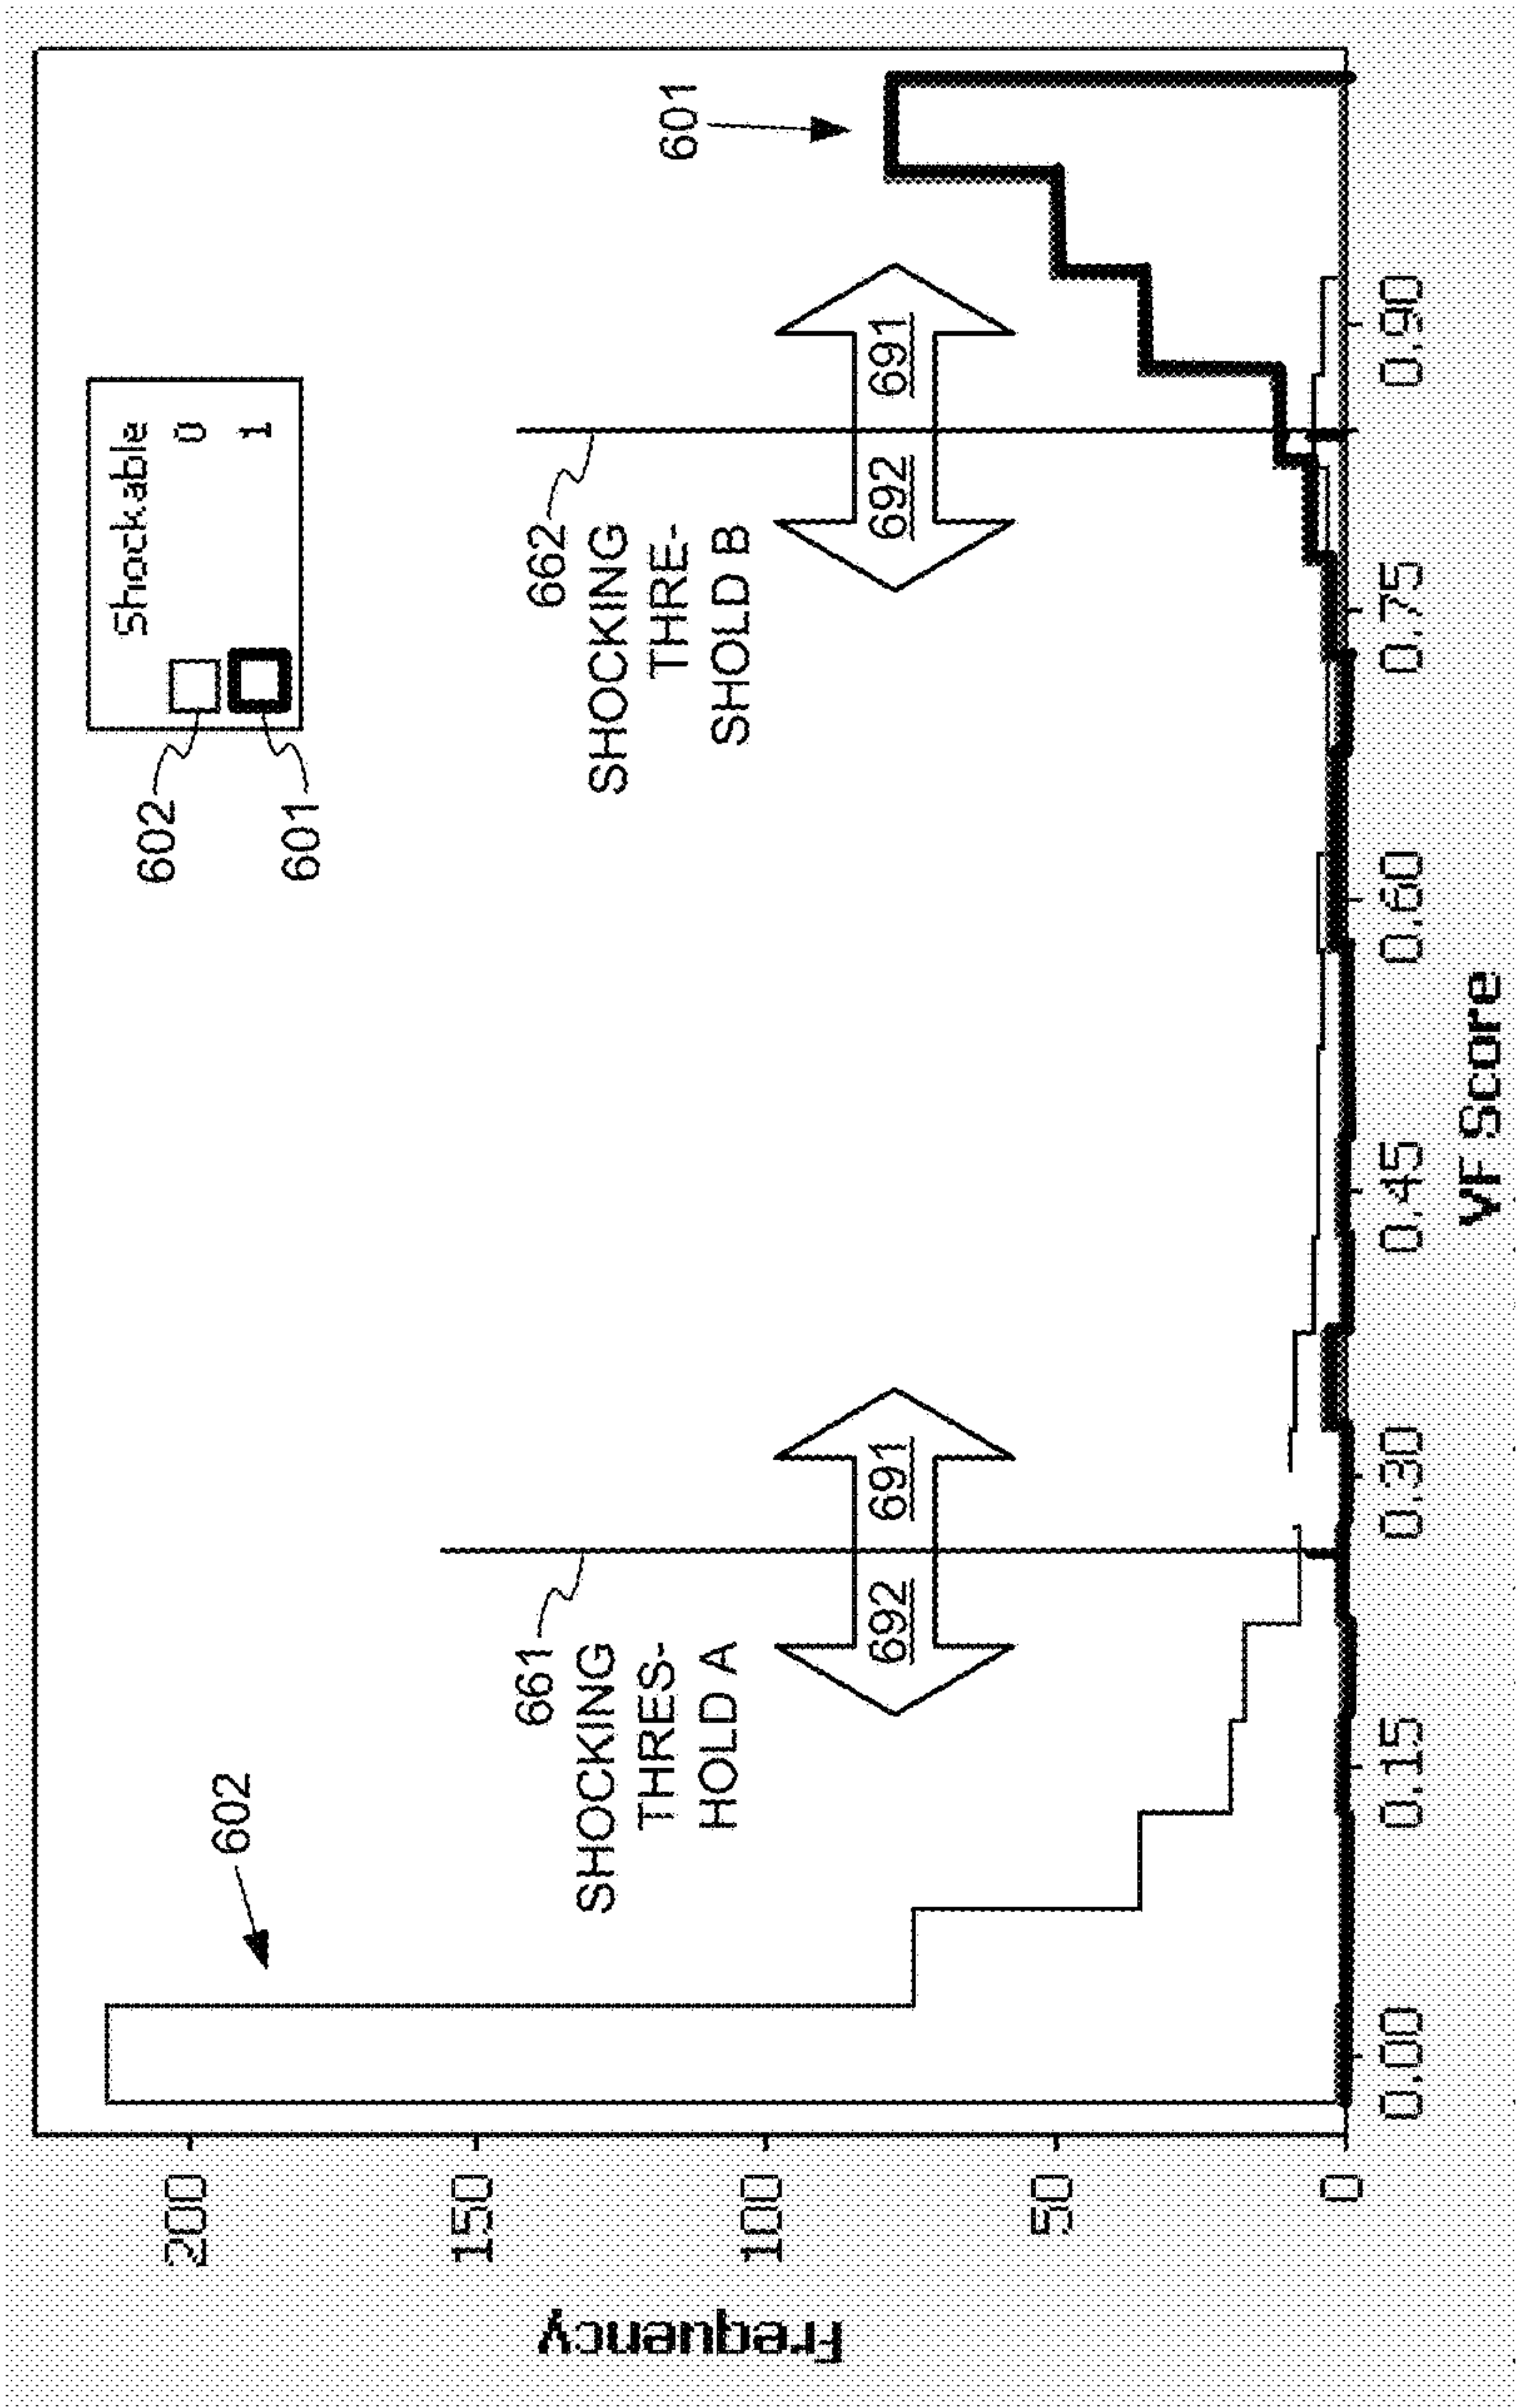 Shockable
0
1
602
601
602
661
SHOCKING
THRES-
HOLD A
662
SHOCKING
THRE-
SHOLD B
601
692
691
692
691
Frequency
200
150
100
50
0
0.00
0.15
0.30
0.45
0.60
0.75
0.90
VF Score